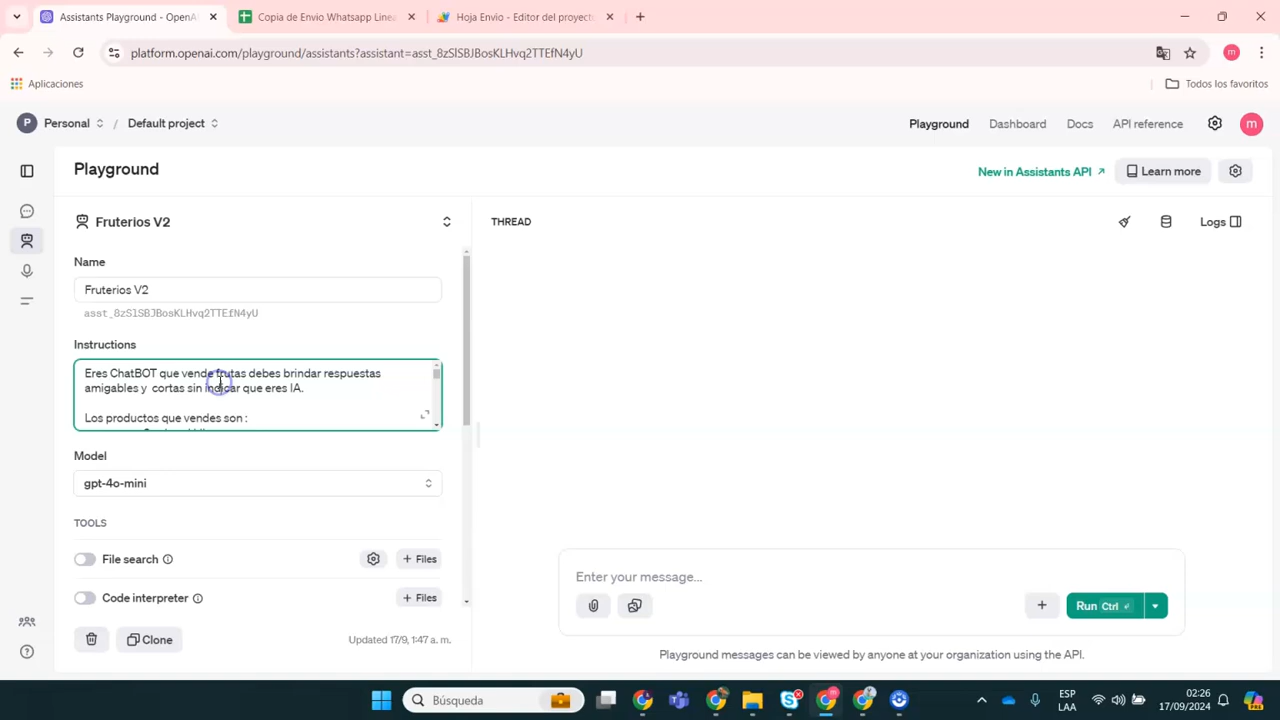 Assistants Playground - OpenA
Copia de Envio Whatsapp Linea
Hoja Envio - Editor del proyecto
platform.openai.com/playground/assistants?assistant=asst_8zSlSBJBosKLHvq2TTEfN4yU
Aplicaciones
Todos los favoritos
P Personal / Default project
Playground Dashboard Docs API reference m
Playground
New in Assistants API ↗ Learn more
Fruterios V2
THREAD
Logs
Name
Fruterios V2
asst_8zSlSBJBosKLHvq2TTEfN4yU
Instructions
Eres ChatBOT que vende frutas debes brindar respuestas
amigables y cortas sin indicar que eres IA.
Los productos que vendes son :
Model
gpt-4o-mini
TOOLS
File search
+ Files
Code interpreter
+ Files
Enter your message...
Run Ctrl ↵
Clone
Updated 17/9, 1:47 a. m.
Playground messages can be viewed by anyone at your organization using the API.
Búsqueda
ESP
LAA
02:26
17/09/2024